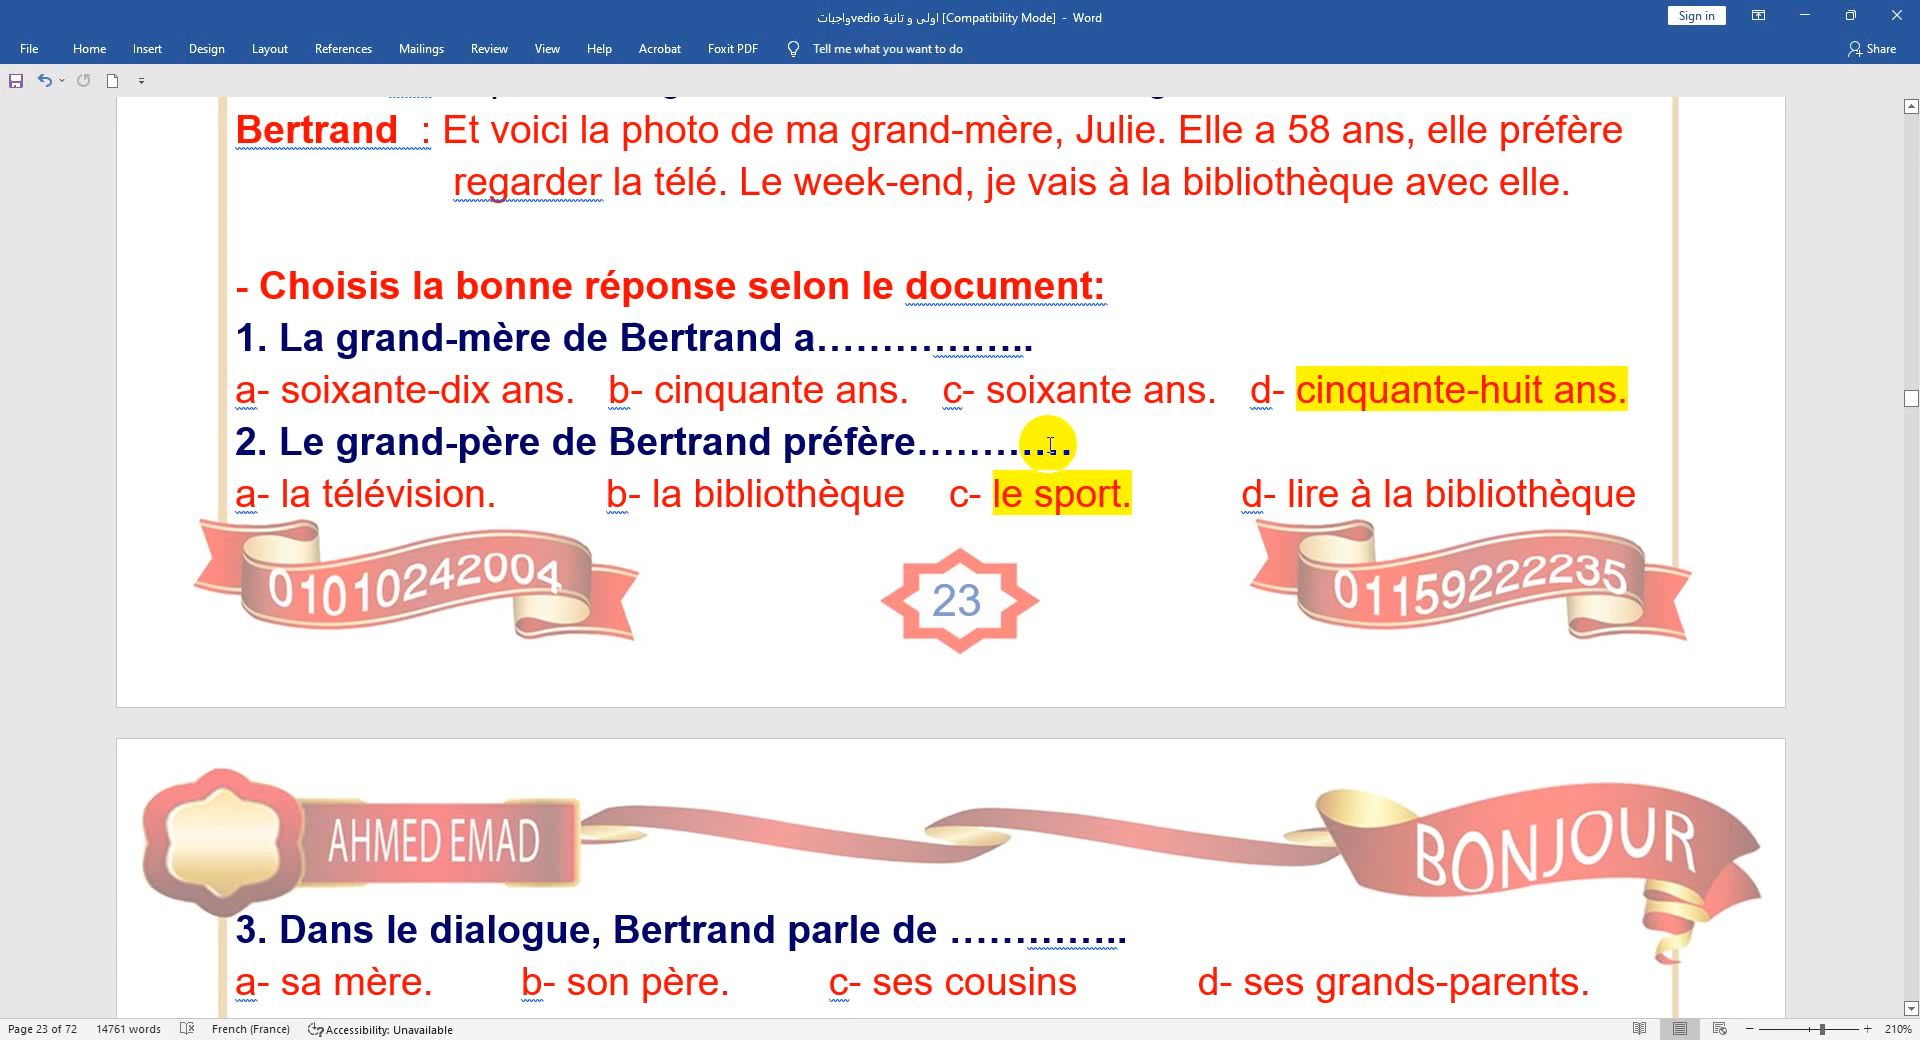 واجباتvedio اولى و تانية [Compatibility Mode] - Word
Sign in
File Home Insert Design Layout References Mailings Review View Help Acrobat Foxit PDF Tell me what you want to do Share
Bertrand : Et voici la photo de ma grand-mère, Julie. Elle a 58 ans, elle préfère
regarder la télé. Le week-end, je vais à la bibliothèque avec elle.
- Choisis la bonne réponse selon le document:
1. La grand-mère de Bertrand a……………..
a- soixante-dix ans. b- cinquante ans. c- soixante ans. d- cinquante-huit ans.
2. Le grand-père de Bertrand préfère………….
a- la télévision. b- la bibliothèque c- le sport. d- lire à la bibliothèque
01010242004 23 01159222235
AHMED EMAD BONJOUR
3. Dans le dialogue, Bertrand parle de …………..
a- sa mère. b- son père. c- ses cousins d- ses grands-parents.
Page 23 of 72 14761 words French (France) Accessibility: Unavailable 210%